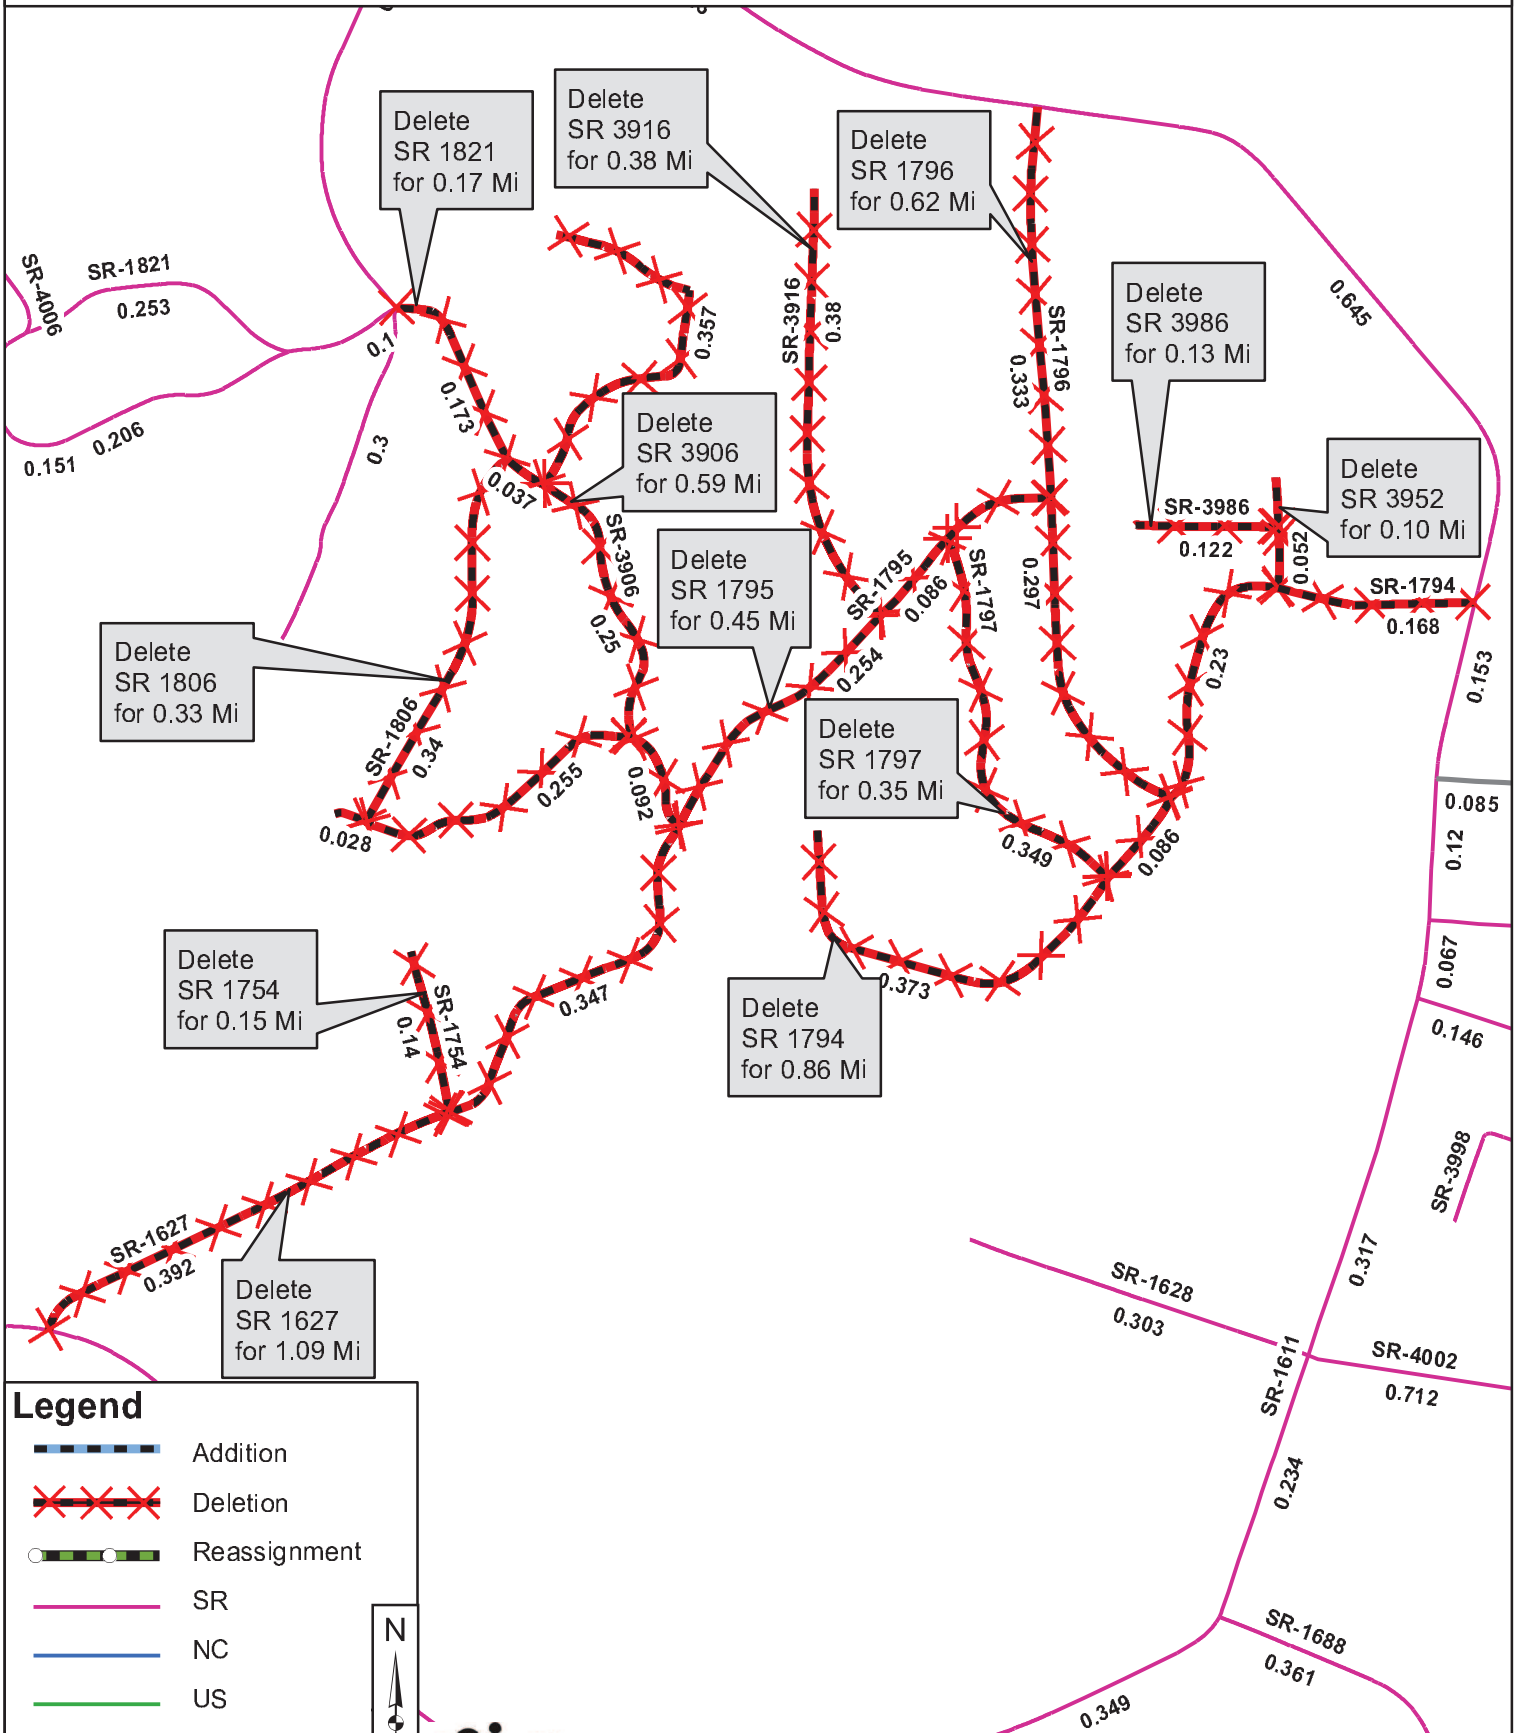 Delete
SR 3916
for 0.38 Mi
Delete
SR 1821
for 0.17 Mi
Delete
SR 1796
for 0.62 Mi
SR-4006
SR-1821
0.253
0.1
0.206
0.151
0.3
0.173
0.037
0.357
SR-3916
0.38
SR-1796
0.333
Delete
SR 3986
for 0.13 Mi
0.645
Delete
SR 3906
for 0.59 Mi
Delete
SR 3952
for 0.10 Mi
SR-3986
0.122
0.052
SR-1794
0.168
SR-3906
0.25
Delete
SR 1795
for 0.45 Mi
SR-1795
0.086
0.254
SR-1797
0.297
0.23
0.153
Delete
SR 1806
for 0.33 Mi
SR-1806
0.34
0.028
0.255
0.092
Delete
SR 1797
for 0.35 Mi
0.349
0.086
0.085
0.12
0.067
0.146
Delete
SR 1754
for 0.15 Mi
SR-1754
0.14
0.347
0.373
Delete
SR 1794
for 0.86 Mi
SR-3998
0.317
SR-1627
0.392
Delete
SR 1627
for 1.09 Mi
SR-1628
0.303
SR-1611
SR-4002
0.712
0.234
SR-1688
0.361
0.349
Legend
Addition
Deletion
Reassignment
SR
NC
US
N